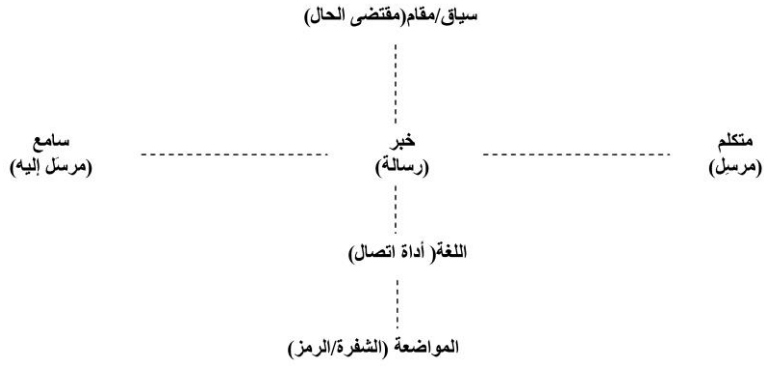 سياق/مقام(مقتضى الحال)
متكلم
(مرسِل)
خبر
(رسالة)
سامع
(مرسَل إليه)
اللغة( أداة اتصال)
المواضعة (الشفرة/الرمز)